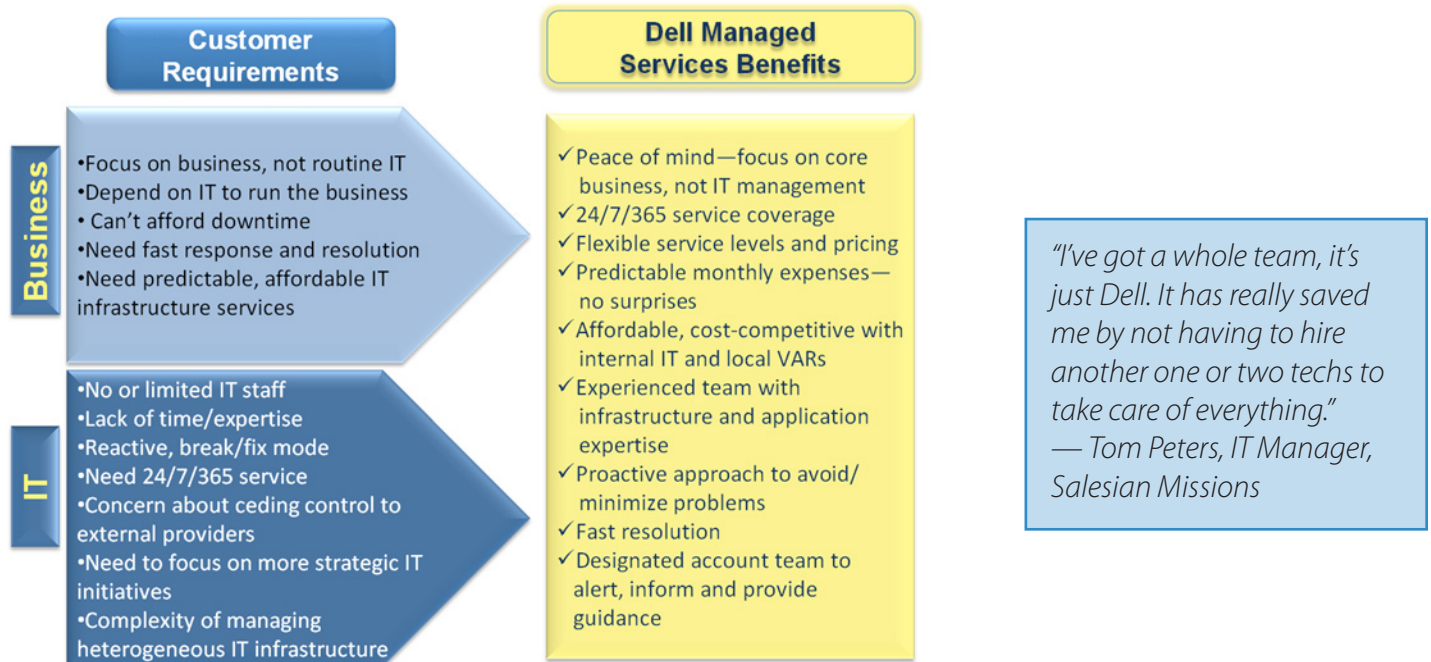 Customer
Requirements
Dell Managed
Services Benefits
Business
•Focus on business, not routine IT
•Depend on IT to run the business
• Can't afford downtime
•Need fast response and resolution
•Need predictable, affordable IT
infrastructure services
IT
•No or limited IT staff
•Lack of time/expertise
•Reactive, break/fix mode
•Need 24/7/365 service
•Concern about ceding control to
external providers
•Need to focus on more strategic IT
initiatives
•Complexity of managing
heterogeneous IT infrastructure
✓Peace of mind—focus on core
business, not IT management
✓24/7/365 service coverage
✓Flexible service levels and pricing
✓Predictable monthly expenses—
no surprises
✓Affordable, cost-competitive with
internal IT and local VARs
✓Experienced team with
infrastructure and application
expertise
✓Proactive approach to avoid/
minimize problems
✓Fast resolution
✓Designated account team to
alert, inform and provide
guidance
“I’ve got a whole team, it’s
just Dell. It has really saved
me by not having to hire
another one or two techs to
take care of everything.”
— Tom Peters, IT Manager,
Salesian Missions